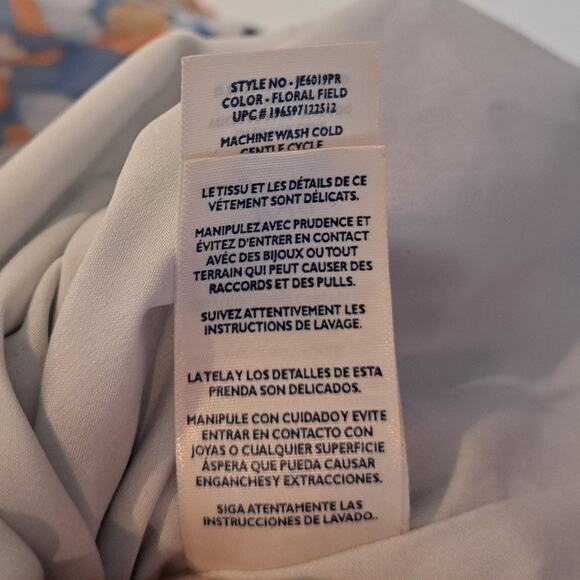 STYLE NO - JE6019PR
COLOR - FLORAL FIELD
UPC # 196597122512
MACHINE WASH COLD
GENTLE CYCLE
LE TISSU ET LES DÉTAILS DE CE
VÉTEMENT SONT DÉLICATS.
MANIPULEZ AVEC PRUDENCE ET
ÉVITEZ D'ENTRER EN CONTACT
AVEC DES BIJOUX OU TOUT
TERRAIN QUI PEUT CAUSER DES
RACCORDS ET DES PULLS.
SUIVEZ ATTENTIVEMENT LES
INSTRUCTIONS DE LAVAGE.
LA TELA Y LOS DETALLES DE ESTA
PRENDA SON DELICADOS.
MANIPULE CON CUIDADO Y EVITE
ENTRAR EN CONTACTO CON
JOYAS O CUALQUIER SUPERFICIE
ÁSPERA QUE PUEDA CAUSAR
ENGANCHES Y EXTRACCIONES.
SIGA ATENTAMENTE LAS
INSTRUCCIONES DE LAVADO..